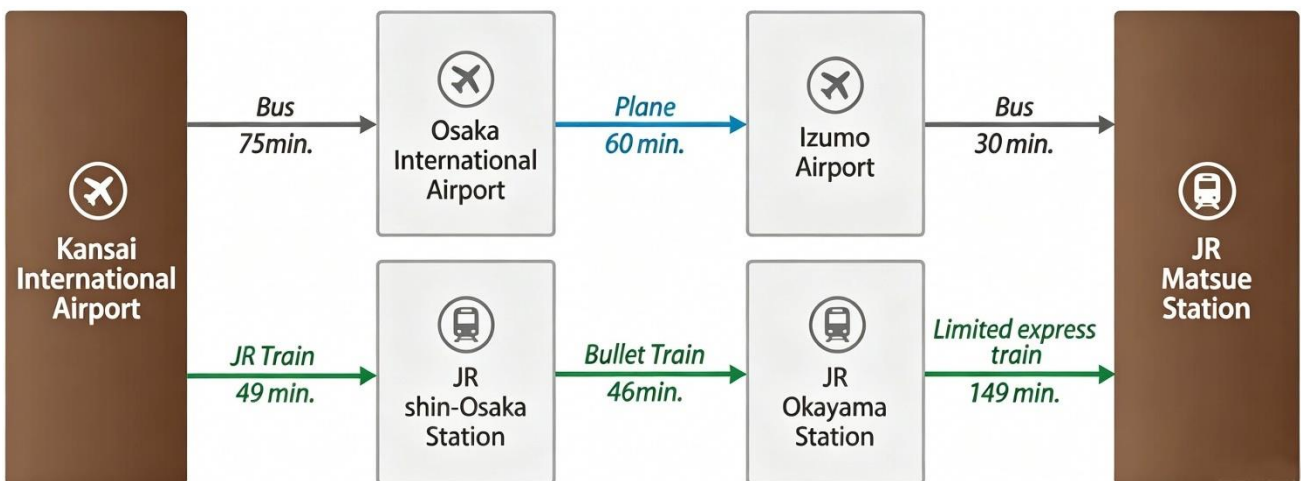 Kansai
International
Airport
Bus
75min.
Osaka
International
Airport
Plane
60 min.
Izumo
Airport
Bus
30 min.
JR Train
49 min.
JR
shin-Osaka
Station
Bullet Train
46min.
JR
Okayama
Station
Limited express
train
149 min.
JR
Matsue
Station